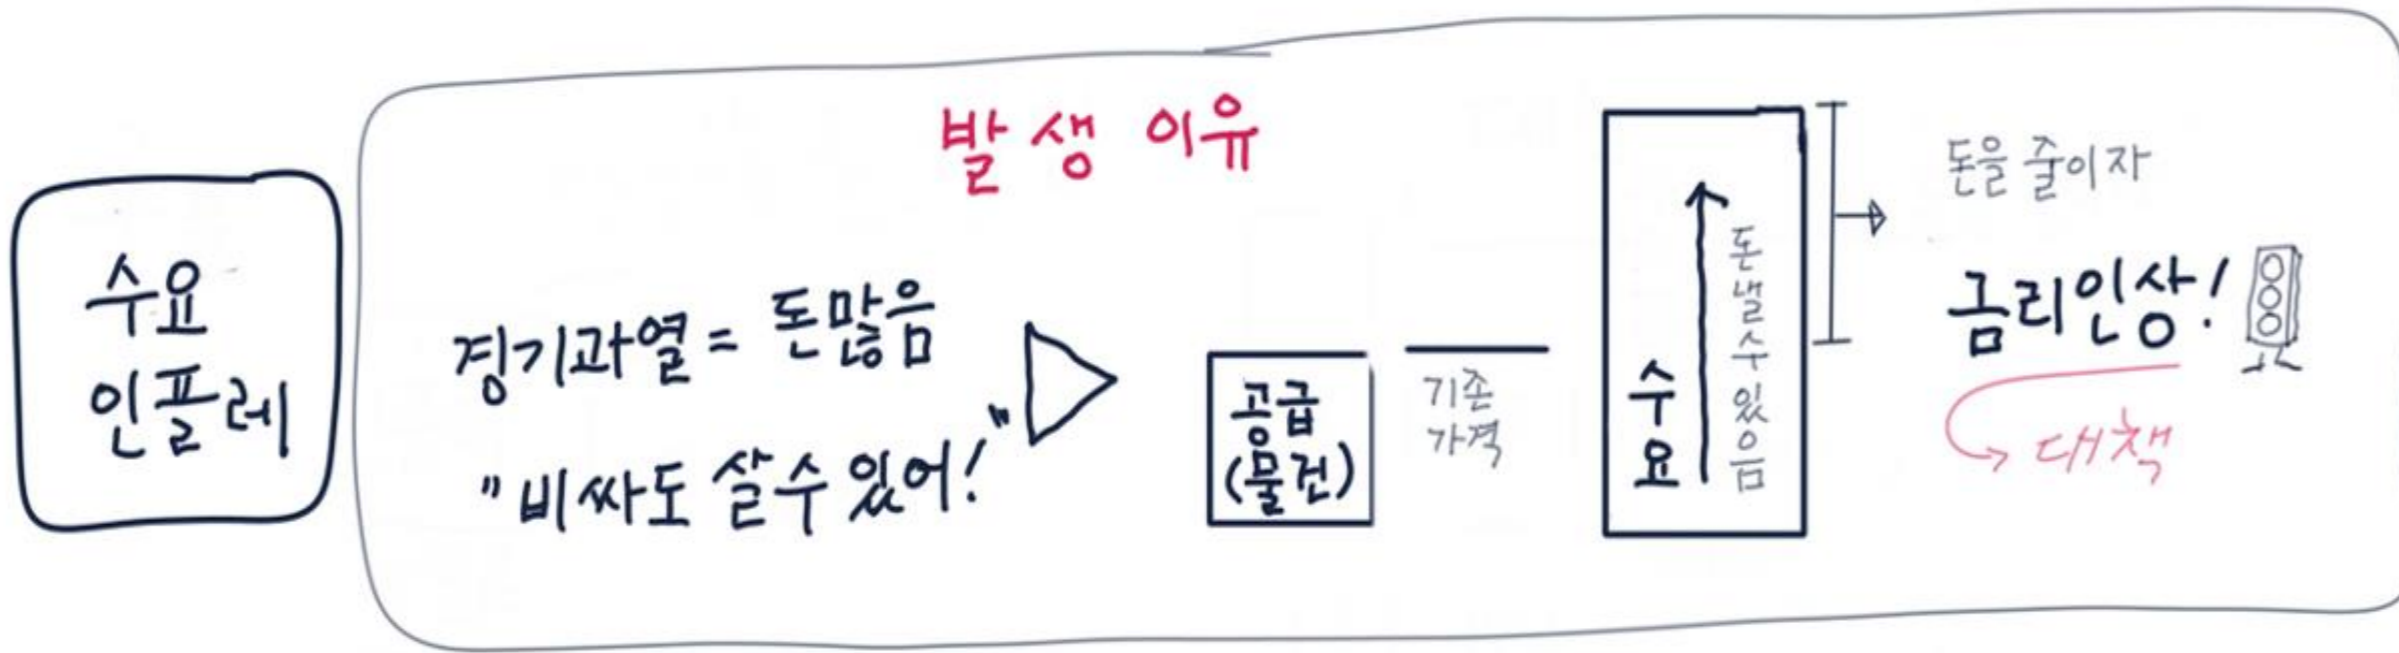 발생 이유
수요
인플레
경기과열 = 돈많음
"비싸도 살수 있어!"
공급
(물건)
기존
가격
수요
돈낼수있음
돈을 줄이자
금리인상!
대책